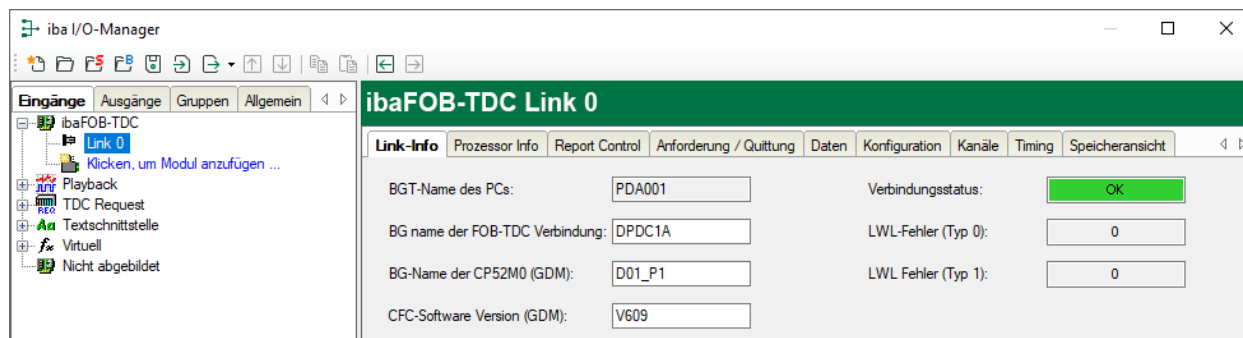 iba I/O-Manager
Eingänge Ausgänge Gruppen Allgemein
ibaFOB-TDC
Link 0
Klicken, um Modul anzufügen ...
Playback
TDC Request
Textschnittstelle
Virtuell
Nicht abgebildet
ibaFOB-TDC Link 0
Link-Info Prozessor Info Report Control Anforderung / Quittung Daten Konfiguration Kanäle Timing Speicheransicht
BGT-Name des PCs: PDA001 Verbindungsstatus: OK
BG name der FOB-TDC Verbindung: DPDC1A LWL-Fehler (Typ 0): 0
BG-Name der CP52M0 (GDM): D01_P1 LWL Fehler (Typ 1): 0
CFC-Software Version (GDM): V609